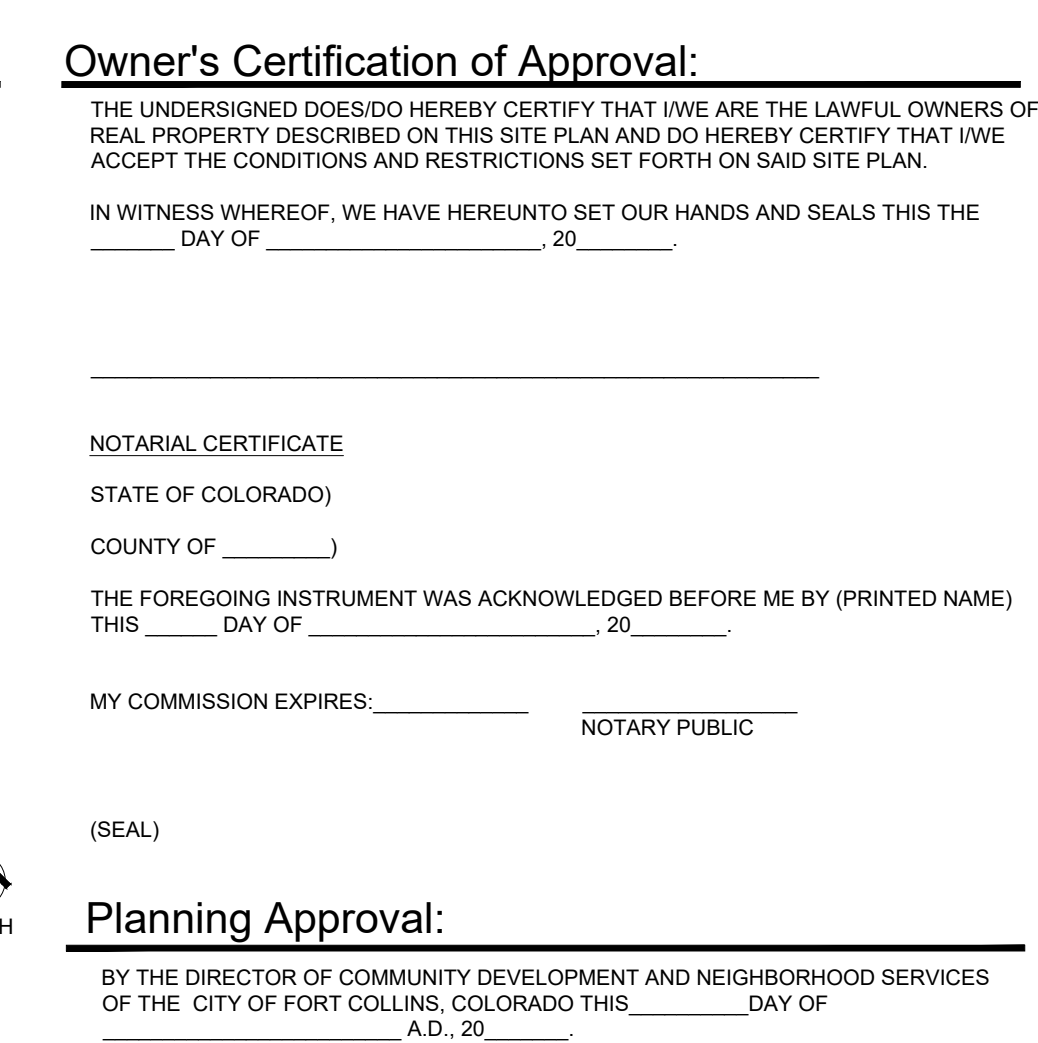 Owner's Certification of Approval:
THE UNDERSIGNED DOES/DO HEREBY CERTIFY THAT I/WE ARE THE LAWFUL OWNERS OF
REAL PROPERTY DESCRIBED ON THIS SITE PLAN AND DO HEREBY CERTIFY THAT I/WE
ACCEPT THE CONDITIONS AND RESTRICTIONS SET FORTH ON SAID SITE PLAN.
IN WITNESS WHEREOF, WE HAVE HEREUNTO SET OUR HANDS AND SEALS THIS THE
_______ DAY OF _______________________, 20________.
_____________________________________________________________
NOTARIAL CERTIFICATE
STATE OF COLORADO)
COUNTY OF _________)
THE FOREGOING INSTRUMENT WAS ACKNOWLEDGED BEFORE ME BY (PRINTED NAME)
THIS ______ DAY OF ________________________, 20________.
MY COMMISSION EXPIRES:_____________ __________________
NOTARY PUBLIC
(SEAL)
H
Planning Approval:
BY THE DIRECTOR OF COMMUNITY DEVELOPMENT AND NEIGHBORHOOD SERVICES
OF THE CITY OF FORT COLLINS, COLORADO THIS__________DAY OF
_________________________ A.D., 20_______.